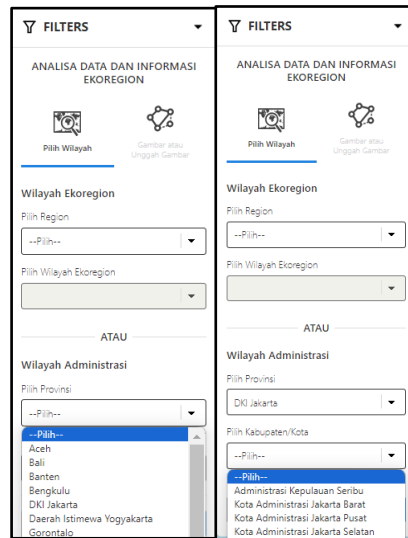 FILTERS
ANALISA DATA DAN INFORMASI
EKOREGION
Pilih Wilayah
Gambar atau
Unggah Gambar
Wilayah Ekoregion
Pilih Region
--Pilih--
Pilih Wilayah Ekoregion
ATAU
Wilayah Administrasi
Pilih Provinsi
--Pilih--
--Pilih--
Aceh
Bali
Banten
Bengkulu
DKI Jakarta
Daerah Istimewa Yogyakarta
Gorontalo
FILTERS
ANALISA DATA DAN INFORMASI
EKOREGION
Pilih Wilayah
Gambar atau
Unggah Gambar
Wilayah Ekoregion
Pilih Region
--Pilih--
Pilih Wilayah Ekoregion
ATAU
Wilayah Administrasi
Pilih Provinsi
DKI Jakarta
Pilih Kabupaten/Kota
--Pilih--
--Pilih--
Administrasi Kepulauan Seribu
Kota Administrasi Jakarta Barat
Kota Administrasi Jakarta Pusat
Kota Administrasi Jakarta Selatan